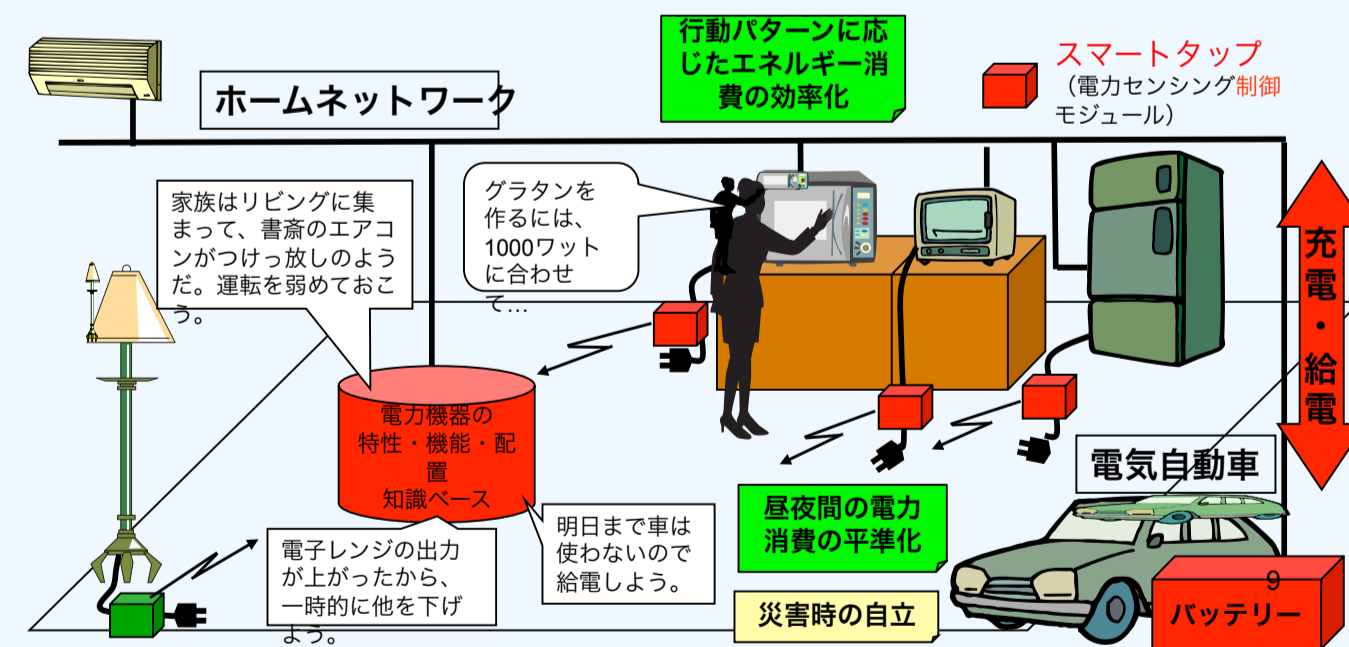 行動パターンに応
じたエネルギー消
費の効率化
スマートタップ
（電力センシング制御
モジュール）
ホームネットワーク
家族はリビングに集
まって、書斎のエアコ
ンがつけっ放しのよう
だ。運転を弱めておこ
う。
グラタンを
作るには、
1000ワット
に合わせ
て…
充電・給電
電力機器の
特性・機能・配
置
知識ベース
電気自動車
昼夜間の電力
消費の平準化
明日まで車は
使わないので
給電しよう。
電子レンジの出力
が上がったから、
一時的に他を下げ
よう。
災害時の自立
9
バッテリー